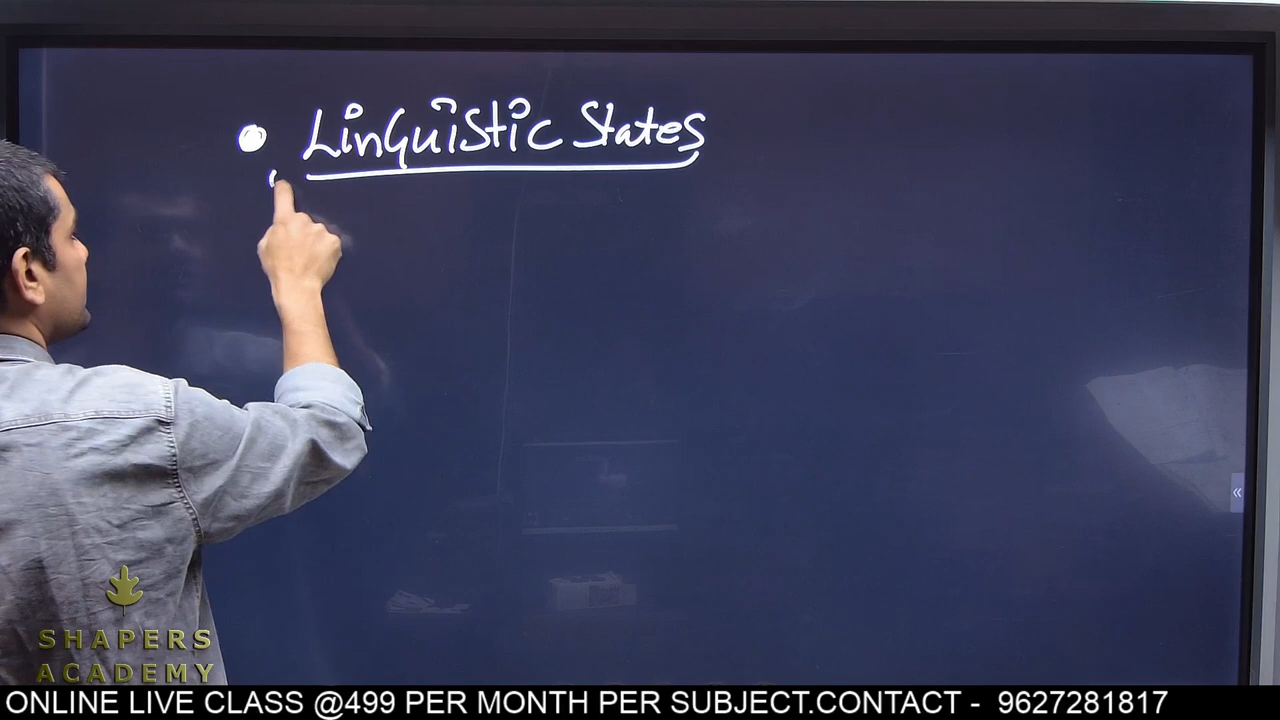 Linguistic States
SHAPERS
ACADEMY
ONLINE LIVE CLASS @499 PER MONTH PER SUBJECT.CONTACT - 9627281817